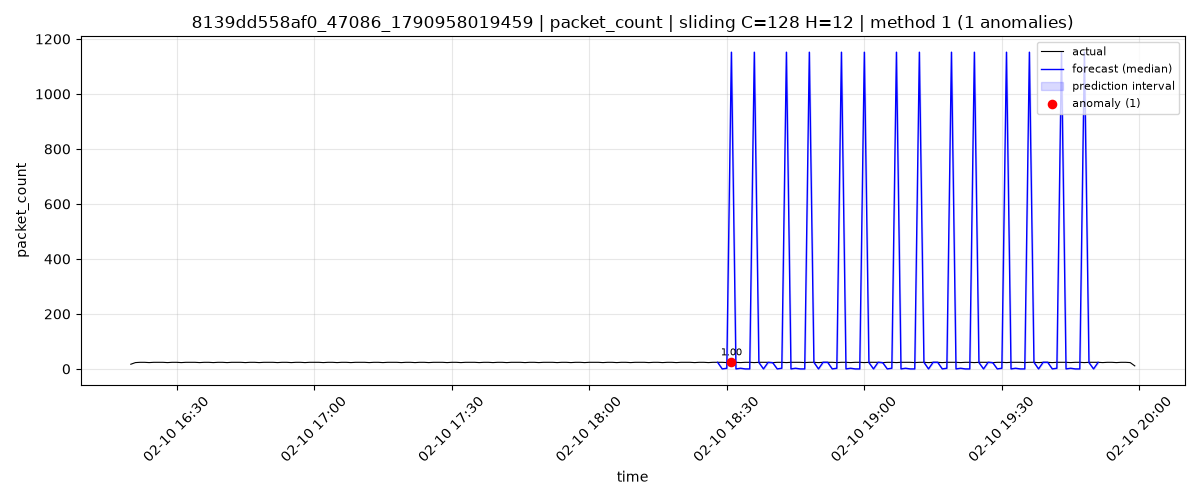 8139dd558af0_47086_1790958019459 | packet_count | sliding C=128 H=12 | method 1 (1 anomalies)
packet_count
1200
1000
800
600
400
200
0
actual
forecast (median)
prediction interval
anomaly (1)
1.00
02-10 16:30
02-10 17:00
02-10 17:30
02-10 18:00
02-10 18:30
02-10 19:00
02-10 19:30
02-10 20:00
time